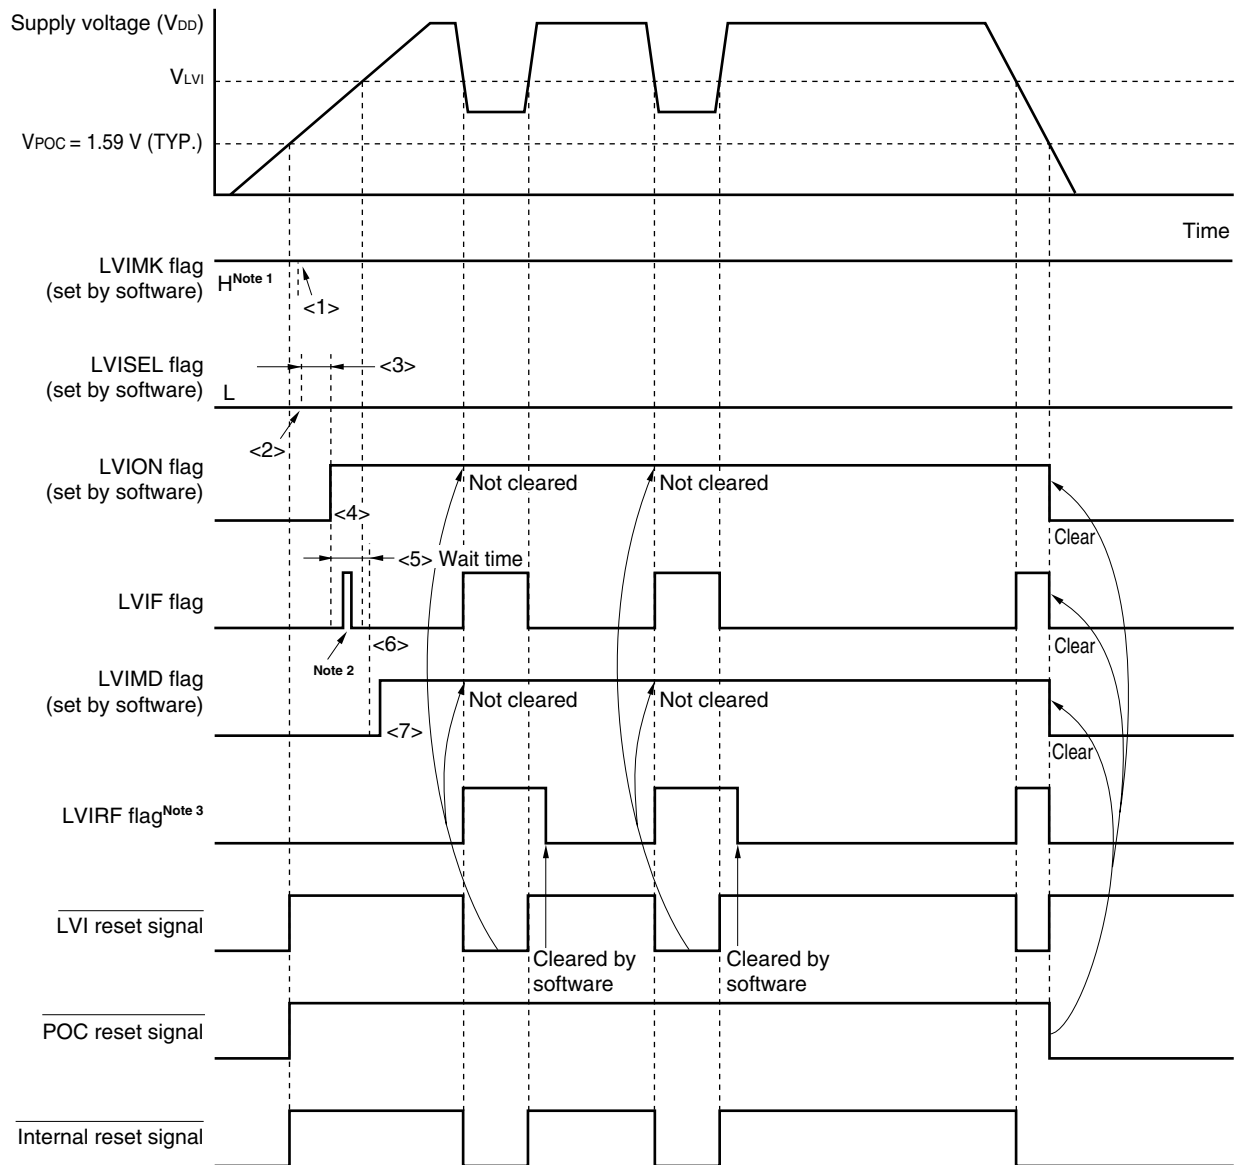 Supply voltage (VDD)
VLVI
VPOC = 1.59 V (TYP.)
Time
LVIMK flag
(set by software)
H Note 1
<1>
LVISEL flag
(set by software)
L
<3>
<2>
LVION flag
(set by software)
Not cleared
Not cleared
<4>
Clear
<5> Wait time
LVIF flag
Note 2
<6>
Clear
LVIMD flag
(set by software)
Not cleared
Not cleared
<7>
Clear
LVIRF flag Note 3
LVI reset signal
Cleared by
software
Cleared by
software
POC reset signal
Internal reset signal